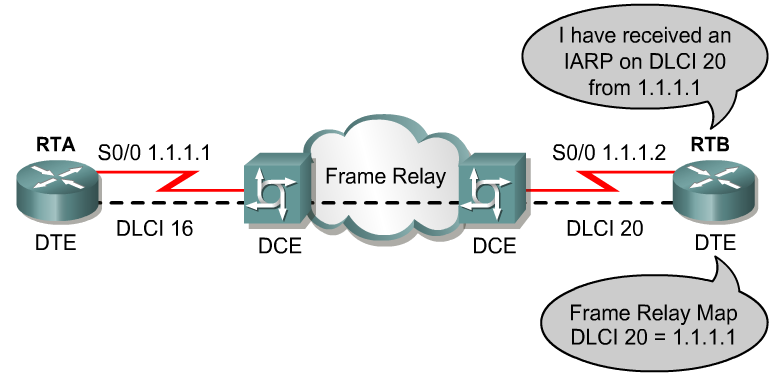 I have received an
IARP on DLCI 20
from 1.1.1.1
RTA
S0/0 1.1.1.1
DLCI 16
DTE
DCE
Frame Relay
DCE
S0/0 1.1.1.2
RTB
DLCI 20
DTE
Frame Relay Map
DLCI 20 = 1.1.1.1